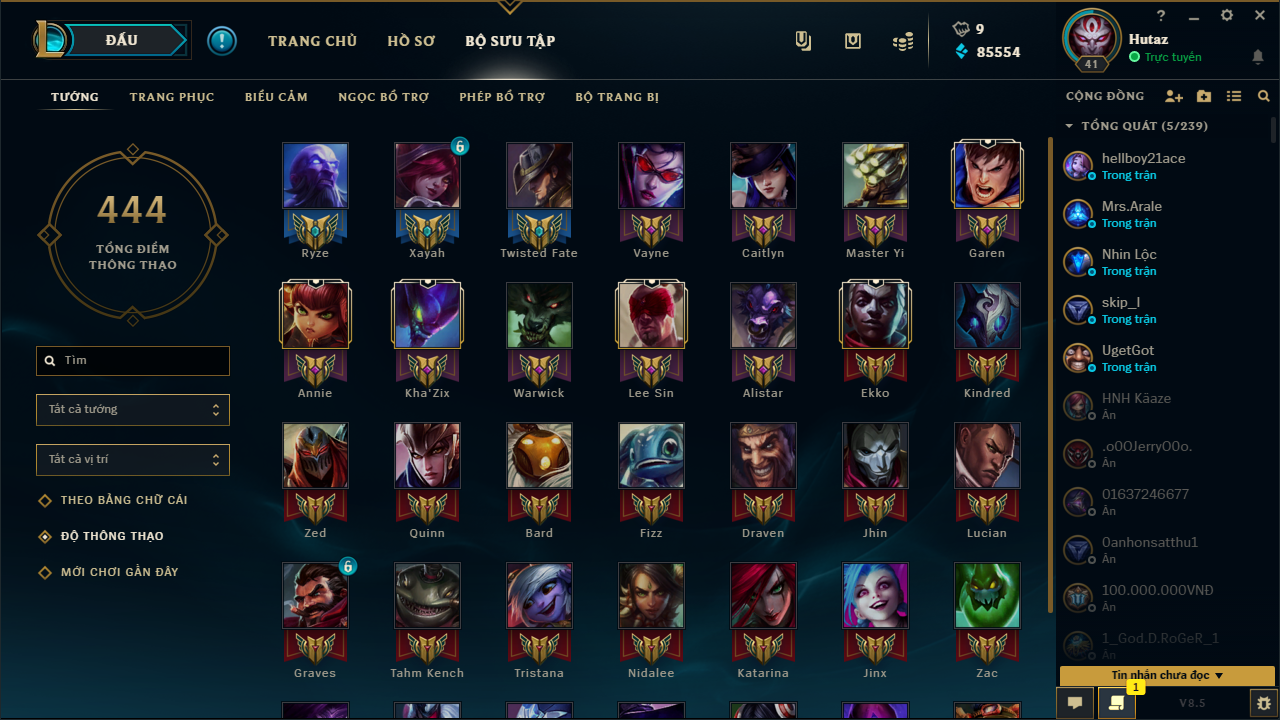 ĐẤU
TRANG CHỦ
HỒ SƠ
BỘ SƯU TẬP
9
85554
?
41
Hutaz
Trực tuyến
TƯỚNG
TRANG PHỤC
BIỂU CẢM
NGỌC BỔ TRỢ
PHÉP BỔ TRỢ
BỘ TRANG BỊ
444
TỔNG ĐIỂM
THÔNG THẠO
Tìm
Tất cả tướng
Tất cả vị trí
THEO BẢNG CHỮ CÁI
ĐỘ THÔNG THẠO
MỚI CHƠI GẦN ĐÂY
6
Ryze
Xayah
Twisted Fate
Vayne
Caitlyn
Master Yi
Garen
Annie
Kha'Zix
Warwick
Lee Sin
Alistar
Ekko
Kindred
Zed
Quinn
Bard
Fizz
Draven
Jhin
Lucian
6
Graves
Tahm Kench
Tristana
Nidalee
Katarina
Jinx
Zac
CỘNG ĐỒNG
TỔNG QUÁT (5/239)
hellboy21ace
Trong trận
Mrs.Arale
Trong trận
Nhin Lộc
Trong trận
skip_I
Trong trận
UgetGot
Trong trận
HNH Käaze
Ẩn
.o0OJerryO0o.
Ẩn
01637246677
Ẩn
0anhonsatthu1
Ẩn
100.000.000VNĐ
Ẩn
1_God.D.RoGeR_1
Ẩn
Tin nhắn chưa đọc
1
V8.5